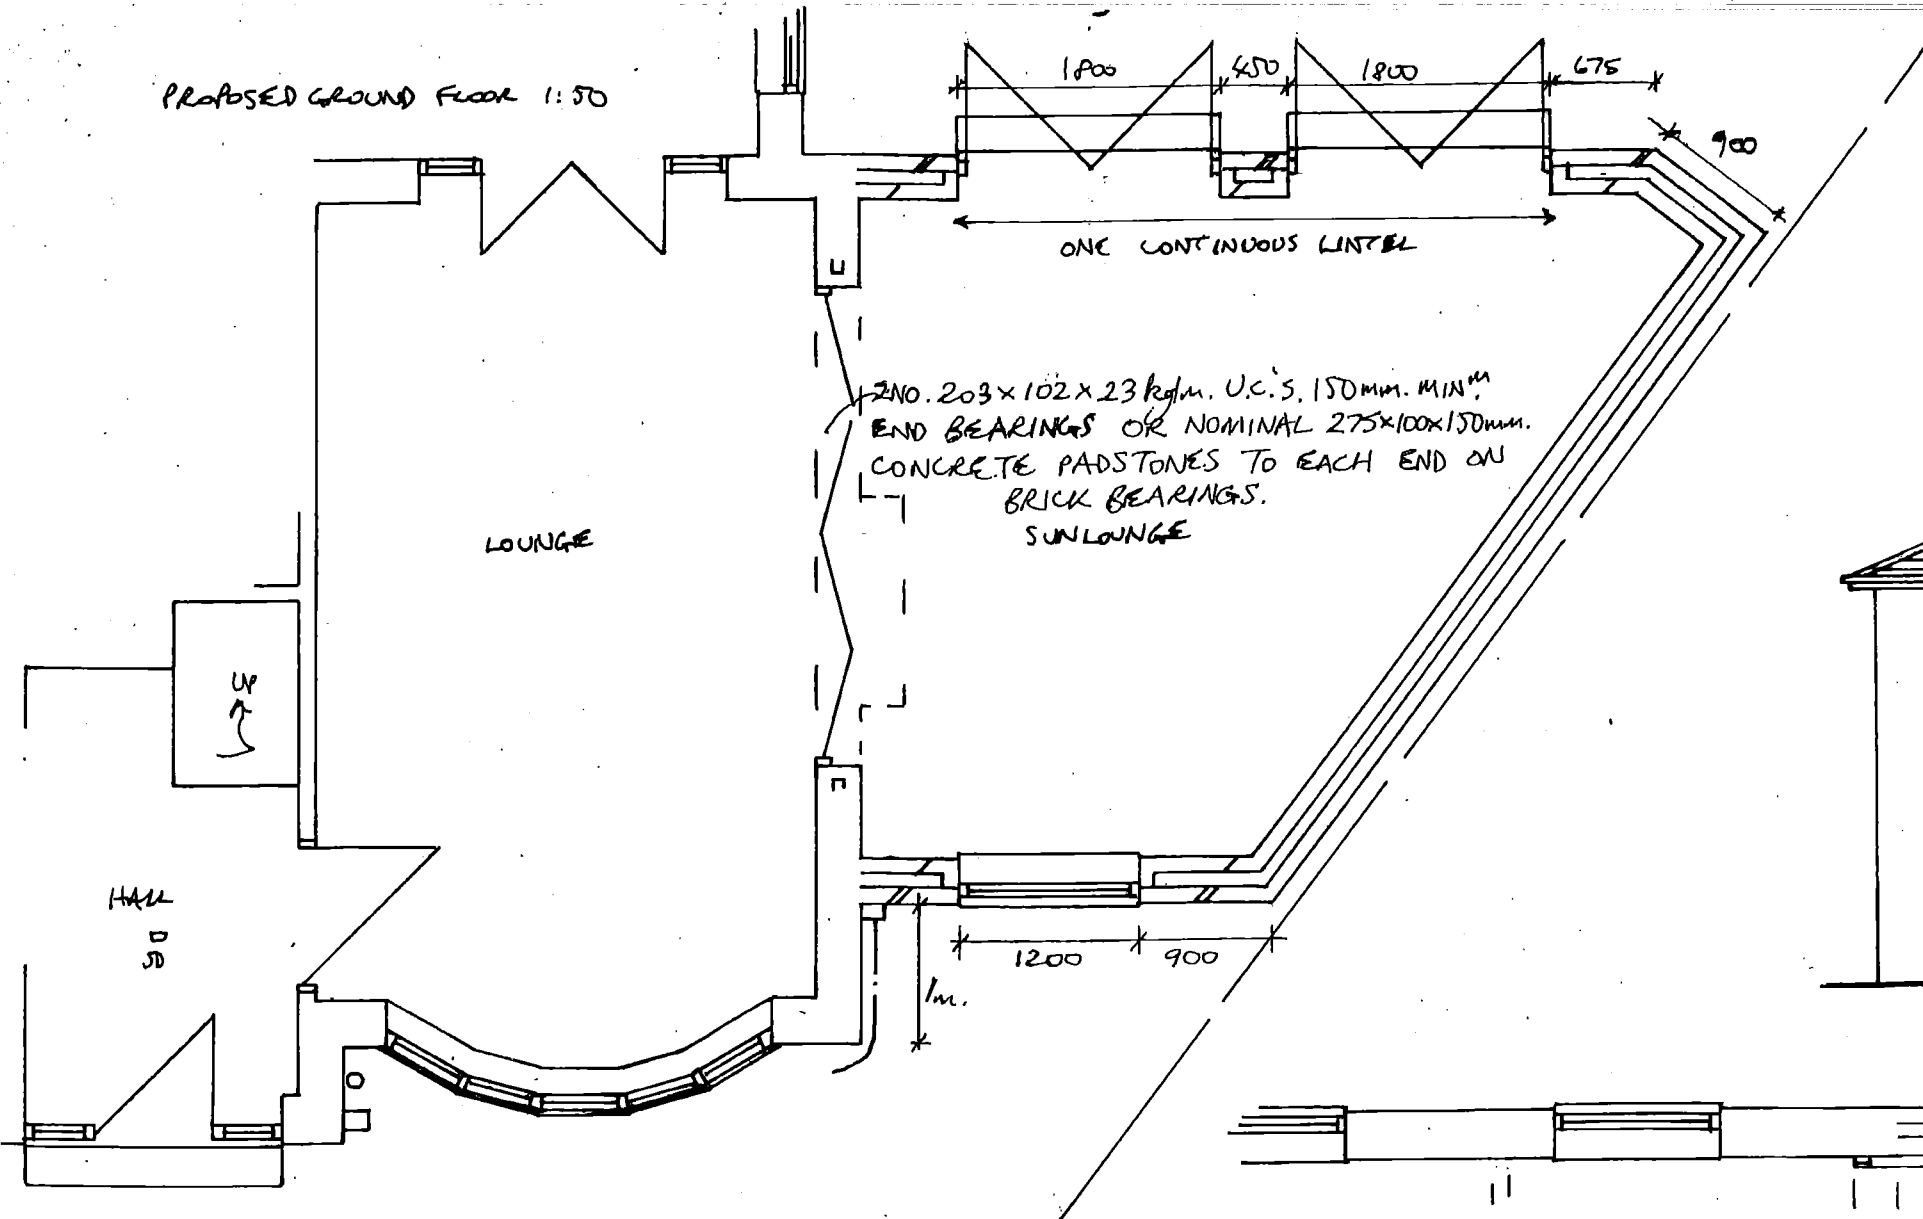 PROPOSED GROUND FLOOR 1:50
1800
450
1800
675
900
ONE CONTINUOUS LINTEL
2NO. 203×102×23 kg/m. U.C.'S. 150mm. MINM.
END BEARINGS OR NOMINAL 275×100×150mm.
CONCRETE PADSTONES TO EACH END ON
BRICK BEARINGS.
SUNLOUNGE
LOUNGE
UP
HALL
SD
1200
900
1m.